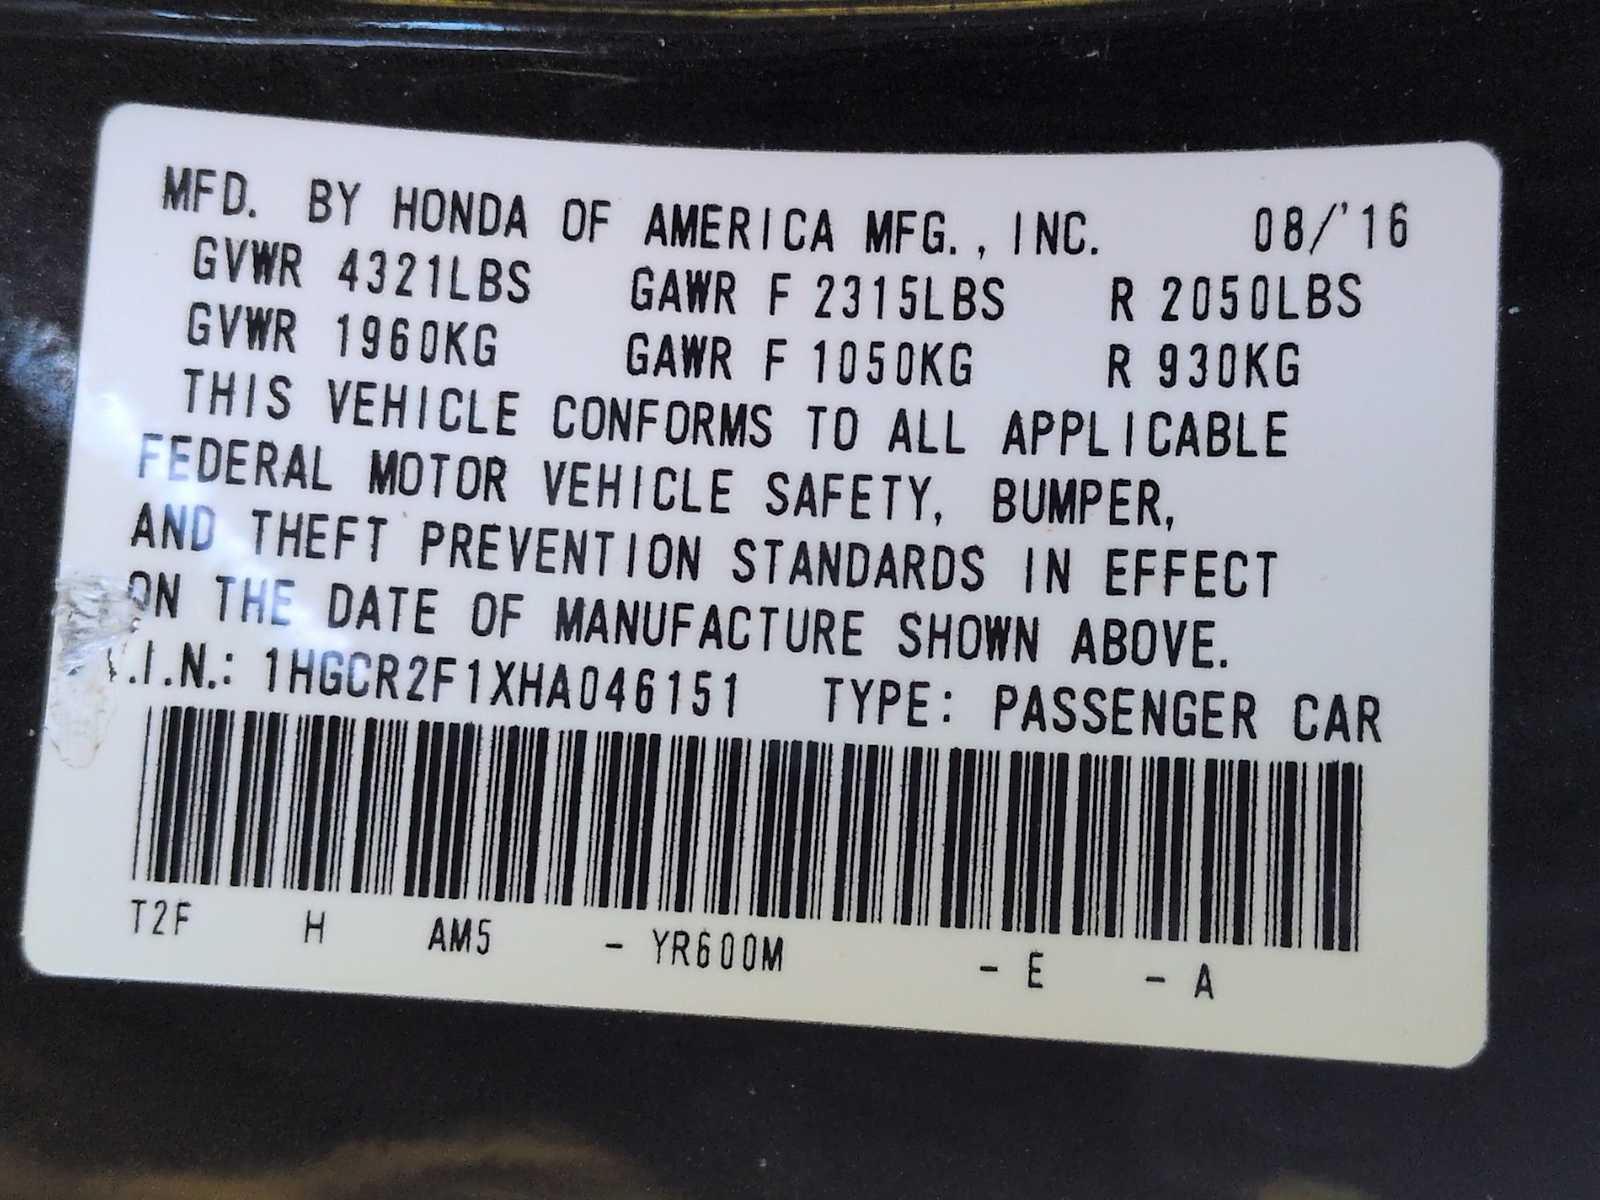 MFD. BY HONDA OF AMERICA MFG., INC. 08/'16
GVWR 4321LBS GAWR F 2315LBS R 2050LBS
GVWR 1960KG GAWR F 1050KG R 930KG
THIS VEHICLE CONFORMS TO ALL APPLICABLE
FEDERAL MOTOR VEHICLE SAFETY, BUMPER,
AND THEFT PREVENTION STANDARDS IN EFFECT
ON THE DATE OF MANUFACTURE SHOWN ABOVE.
V.I.N.: 1HGCR2F1XHA046151 TYPE: PASSENGER CAR
T2F H AM5 - YR600M - E - A